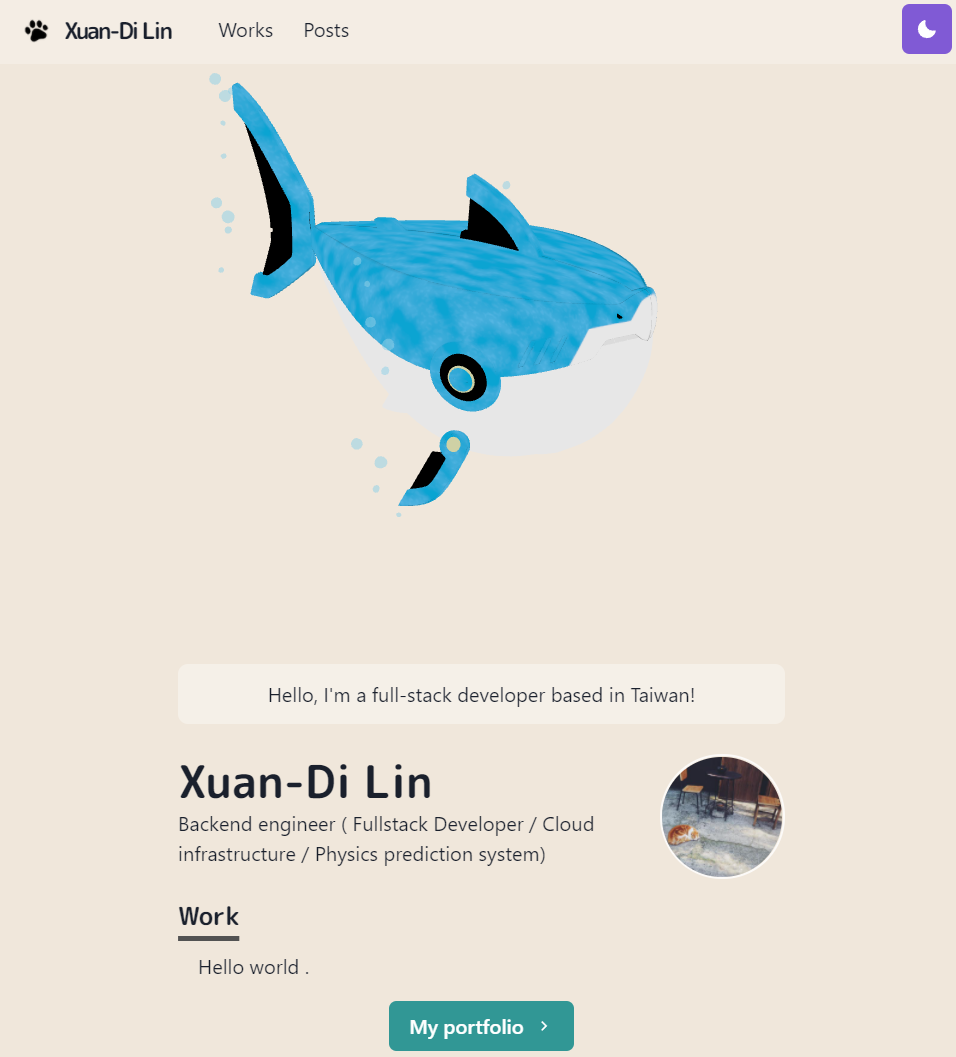 Xuan-Di Lin Works Posts
Hello, I'm a full-stack developer based in Taiwan!
Xuan-Di Lin
Backend engineer ( Fullstack Developer / Cloud
infrastructure / Physics prediction system)
Work
Hello world .
My portfolio